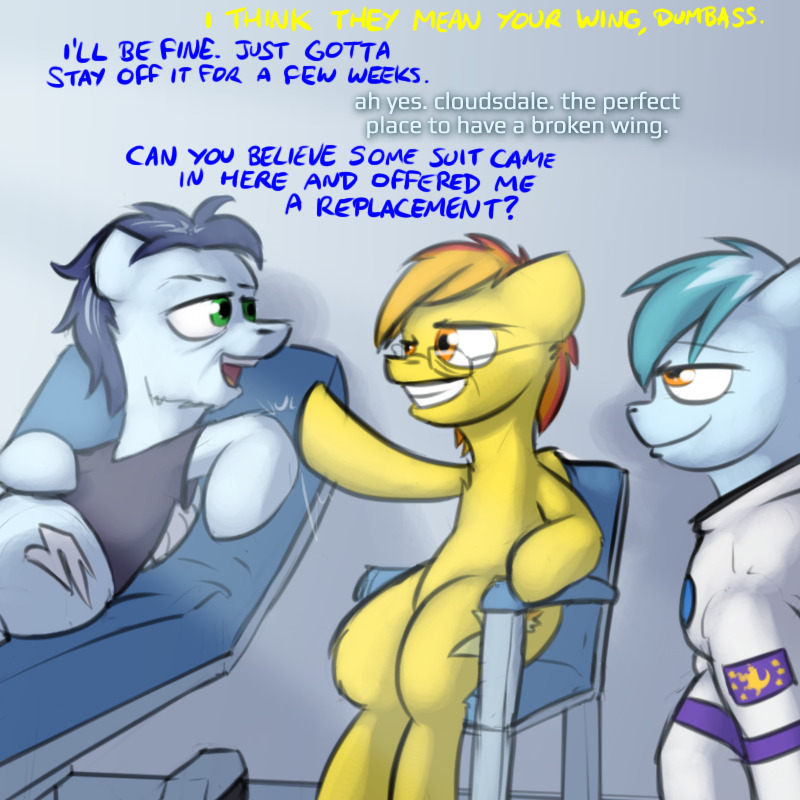 I THINK THEY MEAN YOUR WING, DUMBASS.
I'LL BE FINE. JUST GOTTA
STAY OFF IT FOR A FEW WEEKS.
ah yes. cloudsdale. the perfect
place to have a broken wing.
CAN YOU BELIEVE SOME SUIT CAME
IN HERE AND OFFERED ME
A REPLACEMENT?